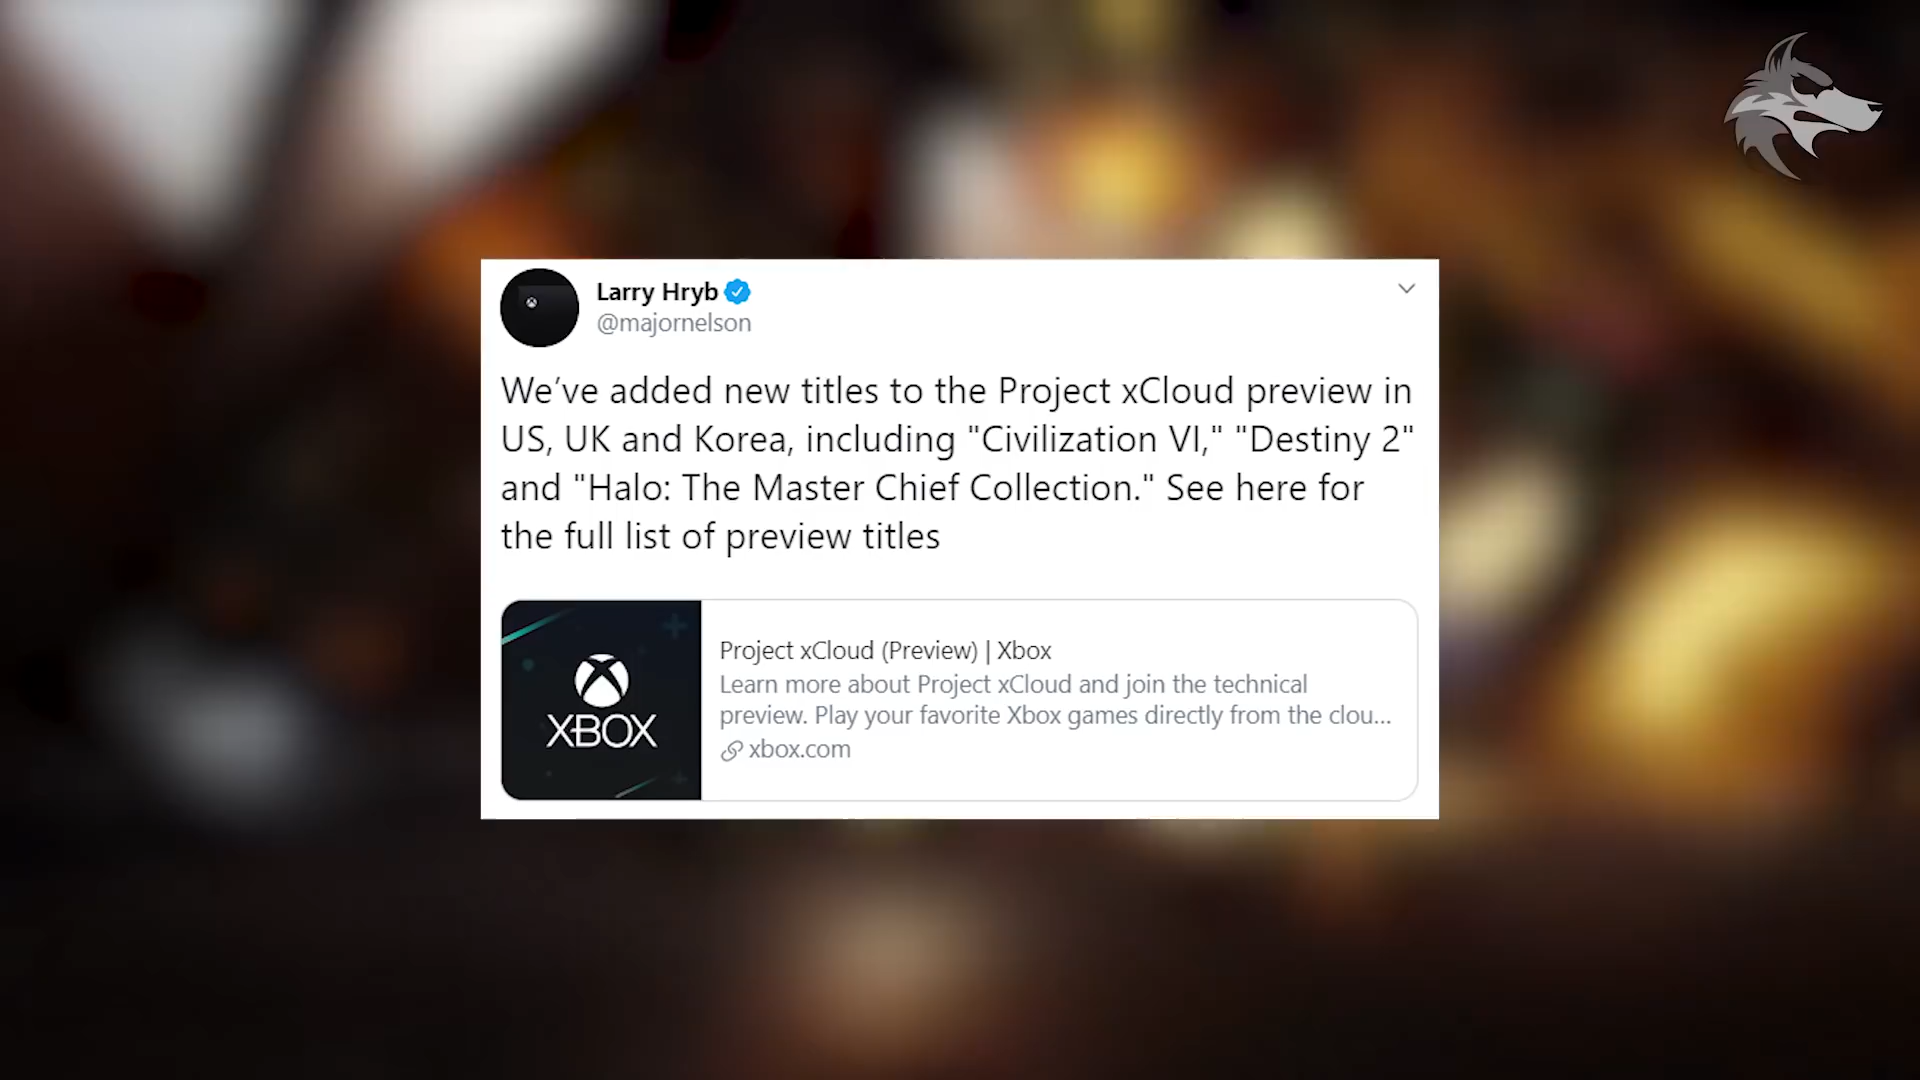 Larry Hryb
@majornelson
We’ve added new titles to the Project xCloud preview in
US, UK and Korea, including "Civilization VI," "Destiny 2"
and "Halo: The Master Chief Collection." See here for
the full list of preview titles
XBOX
Project xCloud (Preview) | Xbox
Learn more about Project xCloud and join the technical
preview. Play your favorite Xbox games directly from the clou...
xbox.com